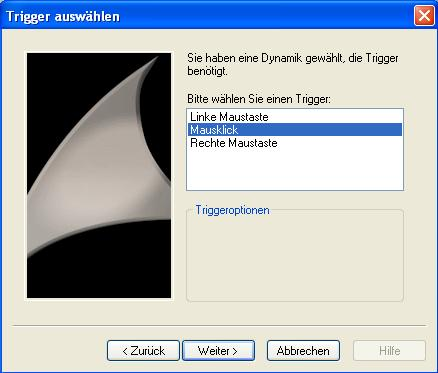 Trigger auswählen
Sie haben eine Dynamik gewählt, die Trigger
benötigt.
Bitte wählen Sie einen Trigger:
Linke Maustaste
Mausklick
Rechte Maustaste
Triggeroptionen
< Zurück
Weiter >
Abbrechen
Hilfe